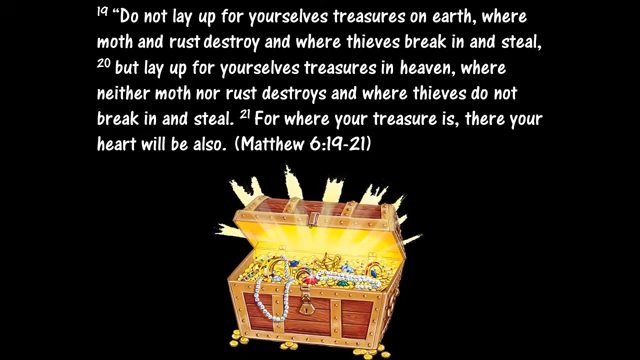 19 “Do not lay up for yourselves treasures on earth, where
moth and rust destroy and where thieves break in and steal,
20 but lay up for yourselves treasures in heaven, where
neither moth nor rust destroys and where thieves do not
break in and steal. 21 For where your treasure is, there your
heart will be also. (Matthew 6:19-21)